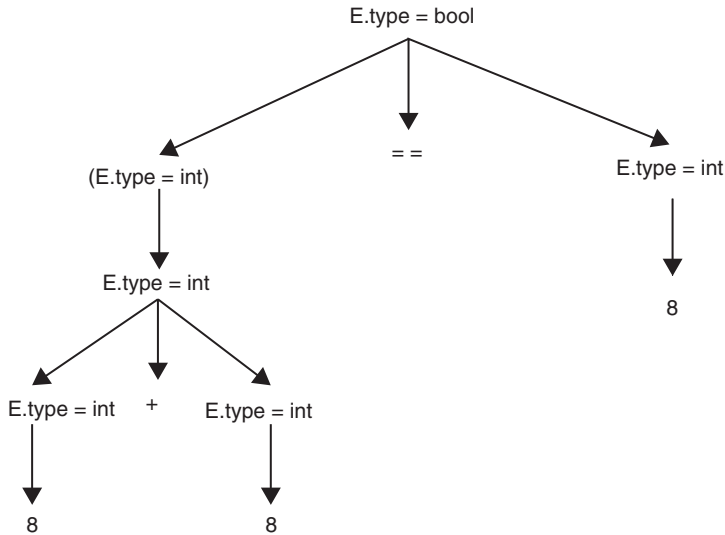 E.type = bool
(E.type = int)
= =
E.type = int
E.type = int
8
E.type = int
+
E.type = int
8
8